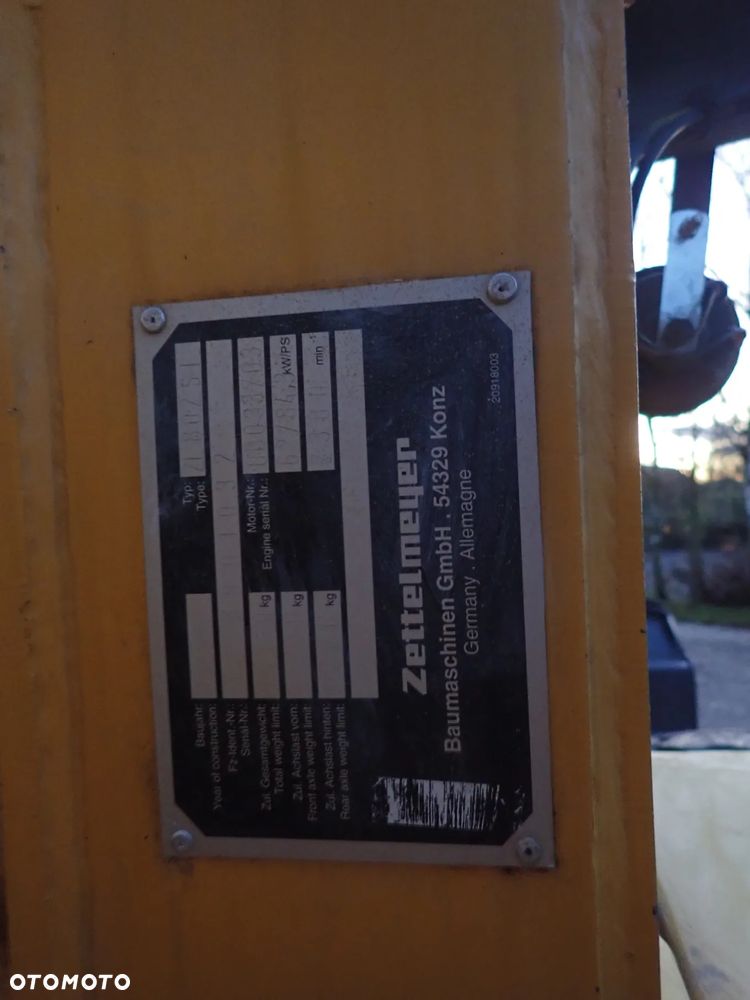 Baujahr:
Year of construction:
Typ:
Type:
Fz-Ident.-Nr.:
Serial-Nr.:
Zul. Gesamtgewicht:
Total weight limit:
kg
Motor-Nr.:
Engine serial Nr.:
Zul. Achslast vorn:
Front axle weight limit:
kg
kW/PS
Zul. Achslast hinten:
Rear axle weight limit:
kg
min -1
Zettelmeyer
Baumaschinen GmbH . 54329 Konz
Germany . Allemagne
20918003
OTOMOTO